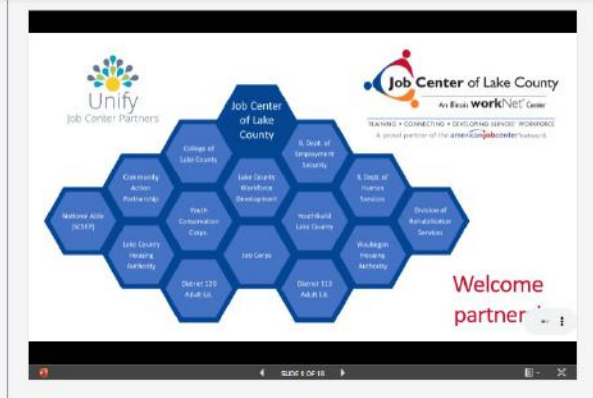 Unify
Job Center Partners
Job Center of Lake County
An Illinois workNet Center
TRAINING • CONNECTING • DEVELOPING ILLINOIS' WORKFORCE
A proud partner of the americanjobcenter network
Job Center
of Lake
County
College of
Lake County
IL Dept. of
Employment
Security
Community
Action
Partnership
Lake County
Workforce
Development
IL Dept. of
Human
Services
National Able
(SCSEP)
Youth
Conservation
Corps.
Youthbuild
Lake County
Division of
Rehabilitation
Services
Lake County
Housing
Authority
Job Corps
Waukegan
Housing
Authority
District 120
Adult Ed.
District
Adult Ed.
Welcome
SLIDE 1 OF 18